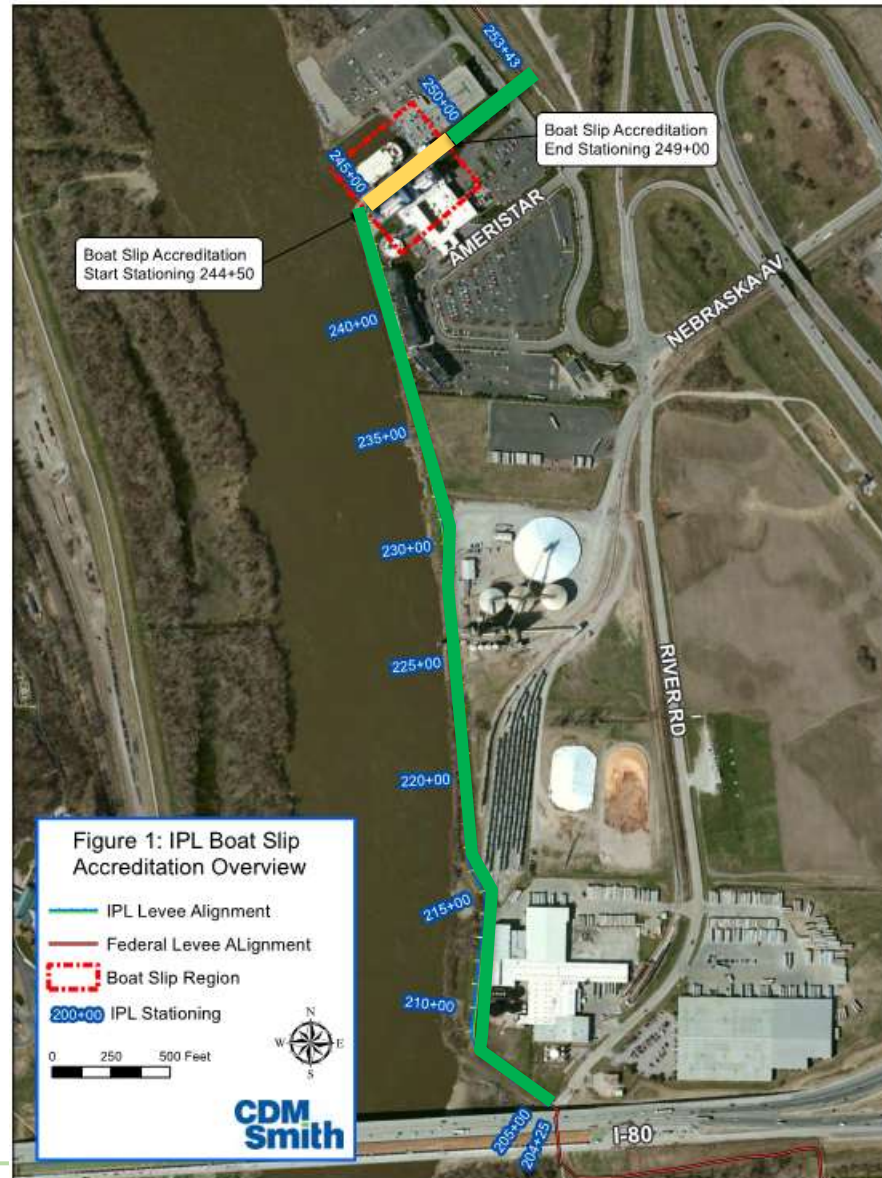 253+43
250+00
Boat Slip Accreditation
End Stationing 249+00
245+00
AMERISTAR
Boat Slip Accreditation
Start Stationing 244+50
NEBRASKA AV
240+00
235+00
230+00
225+00
RIVER RD
220+00
215+00
210+00
205+00
204+25
I-80
Figure 1: IPL Boat Slip
Accreditation Overview
IPL Levee Alignment
Federal Levee ALignment
Boat Slip Region
200+00 IPL Stationing
N
W E
S
0 250 500 Feet
CDM
Smith